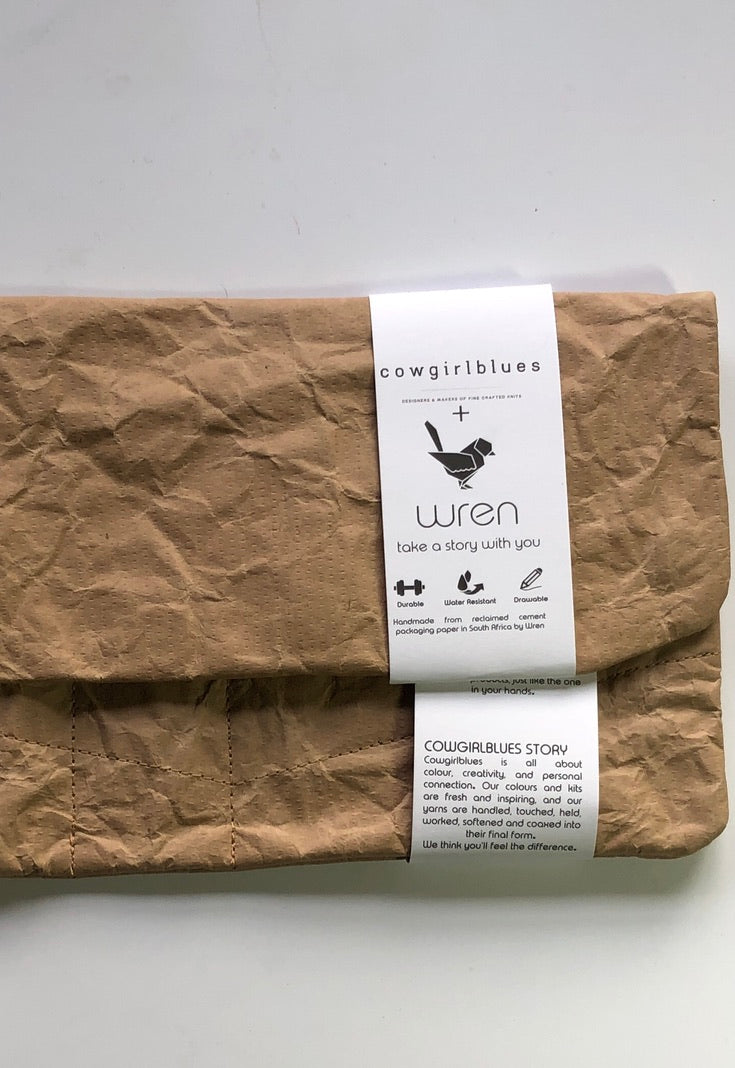 cowgirlblues
DESIGNERS & MAKERS OF FINE CRAFTED KNITS
+
wren
take a story with you
Durable Water Resistant Drawable
Handmade from reclaimed cement
packaging paper in South Africa by Wren
products, just like the one
in your hands.
COWGIRLBLUES STORY
Cowgirlblues is all about
colour, creativity, and personal
connection. Our colours and kits
are fresh and inspiring, and our
yarns are handled, touched, held,
worked, softened and coaxed into
their final form.
We think you'll feel the difference.